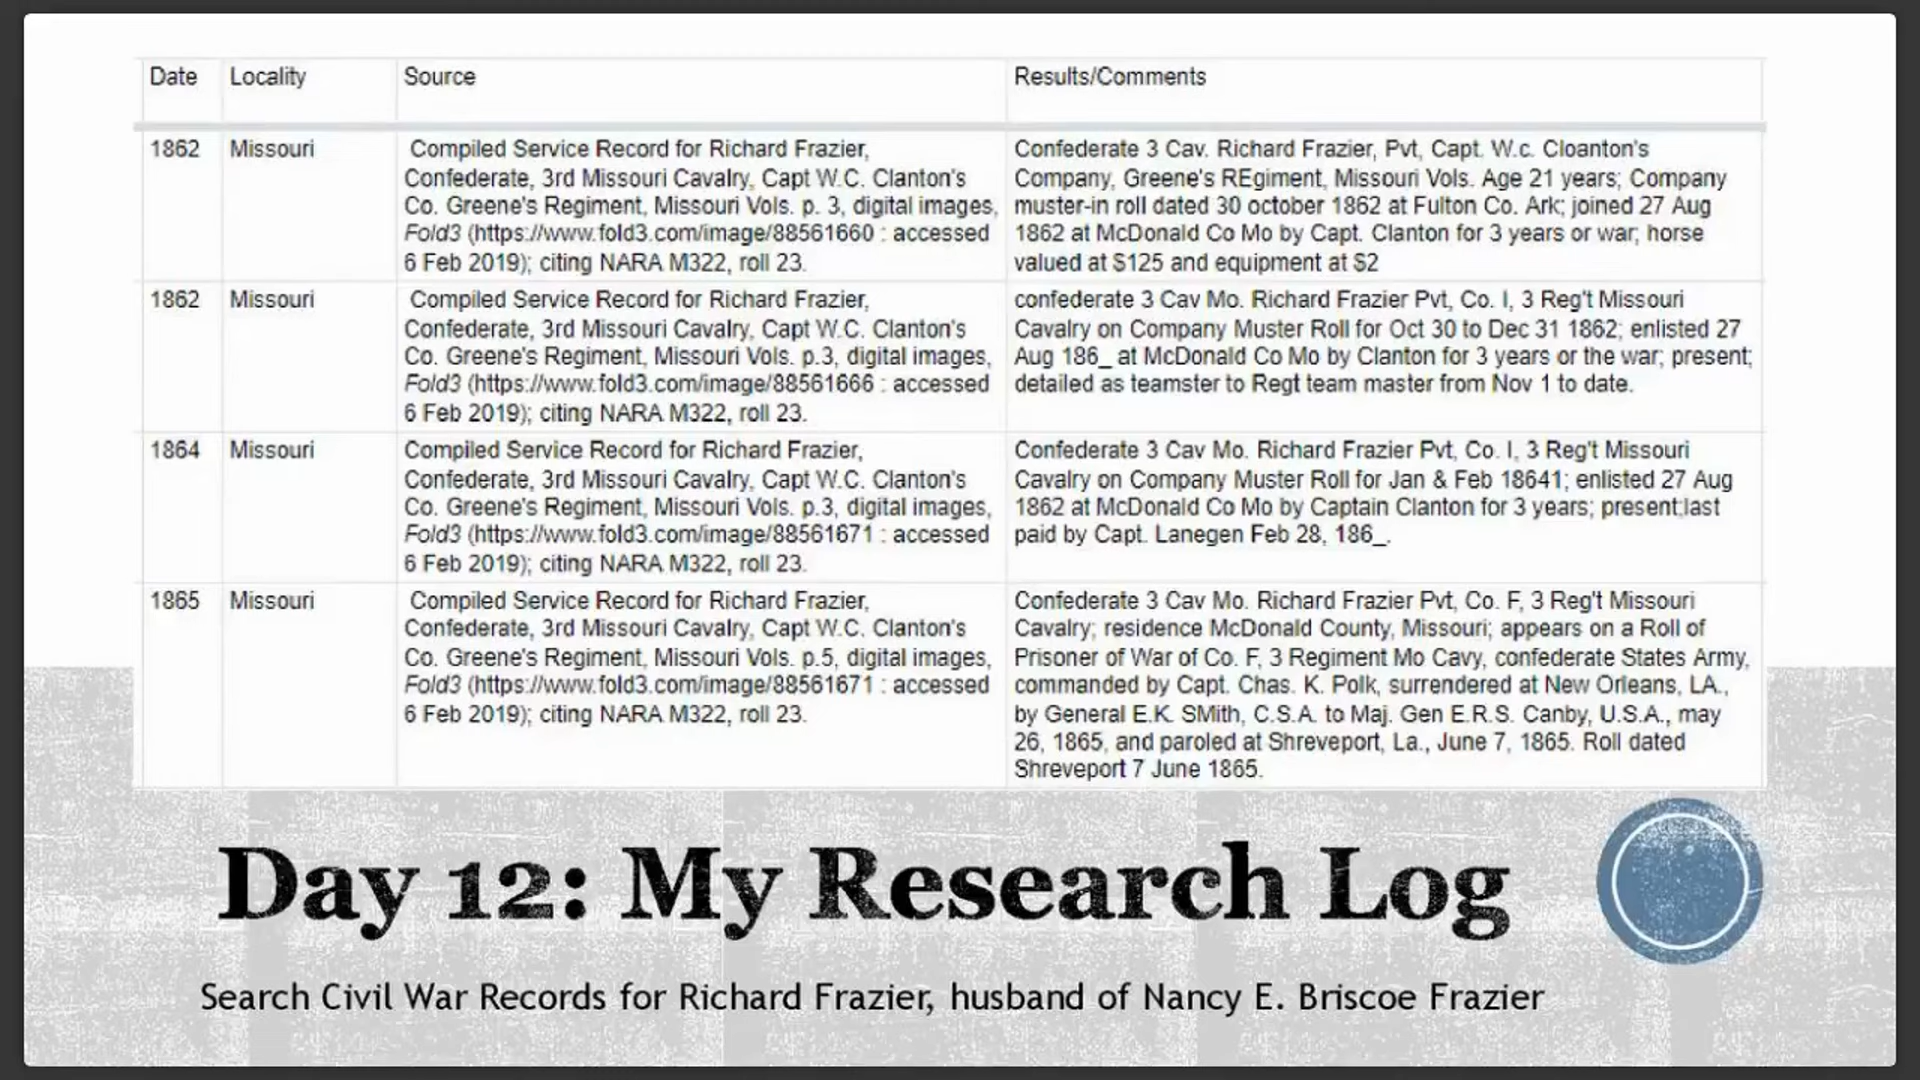 Date Locality Source Results/Comments
1862 Missouri
Compiled Service Record for Richard Frazier,
Confederate, 3rd Missouri Cavalry, Capt W.C. Clanton's
Co. Greene's Regiment, Missouri Vols. p. 3, digital images,
Fold3 (https://www.fold3.com/image/88561660 : accessed
6 Feb 2019); citing NARA M322, roll 23.
Confederate 3 Cav. Richard Frazier, Pvt, Capt. W.c. Cloanton's
Company, Greene's REgiment, Missouri Vols. Age 21 years; Company
muster-in roll dated 30 october 1862 at Fulton Co. Ark; joined 27 Aug
1862 at McDonald Co Mo by Capt. Clanton for 3 years or war; horse
valued at $125 and equipment at $2
1862 Missouri
Compiled Service Record for Richard Frazier,
Confederate, 3rd Missouri Cavalry, Capt W.C. Clanton's
Co. Greene's Regiment, Missouri Vols. p.3, digital images,
Fold3 (https://www.fold3.com/image/88561666 : accessed
6 Feb 2019); citing NARA M322, roll 23.
confederate 3 Cav Mo. Richard Frazier Pvt, Co. I, 3 Reg't Missouri
Cavalry on Company Muster Roll for Oct 30 to Dec 31 1862; enlisted 27
Aug 186_ at McDonald Co Mo by Clanton for 3 years or the war; present;
detailed as teamster to Regt team master from Nov 1 to date.
1864 Missouri
Compiled Service Record for Richard Frazier,
Confederate, 3rd Missouri Cavalry, Capt W.C. Clanton's
Co. Greene's Regiment, Missouri Vols. p.3, digital images,
Fold3 (https://www.fold3.com/image/88561671 : accessed
6 Feb 2019); citing NARA M322, roll 23.
Confederate 3 Cav Mo. Richard Frazier Pvt, Co. I, 3 Reg't Missouri
Cavalry on Company Muster Roll for Jan & Feb 18641; enlisted 27 Aug
1862 at McDonald Co Mo by Captain Clanton for 3 years; present;last
paid by Capt. Lanegen Feb 28, 186_.
1865 Missouri
Compiled Service Record for Richard Frazier,
Confederate, 3rd Missouri Cavalry, Capt W.C. Clanton's
Co. Greene's Regiment, Missouri Vols. p.5, digital images,
Fold3 (https://www.fold3.com/image/88561671 : accessed
6 Feb 2019); citing NARA M322, roll 23.
Confederate 3 Cav Mo. Richard Frazier Pvt, Co. F, 3 Reg't Missouri
Cavalry; residence McDonald County, Missouri; appears on a Roll of
Prisoner of War of Co. F, 3 Regiment Mo Cavy, confederate States Army,
commanded by Capt. Chas. K. Polk, surrendered at New Orleans, LA.,
by General E.K. SMith, C.S.A. to Maj. Gen E.R.S. Canby, U.S.A., may
26, 1865, and paroled at Shreveport, La., June 7, 1865. Roll dated
Shreveport 7 June 1865.
Day 12: My Research Log
Search Civil War Records for Richard Frazier, husband of Nancy E. Briscoe Frazier